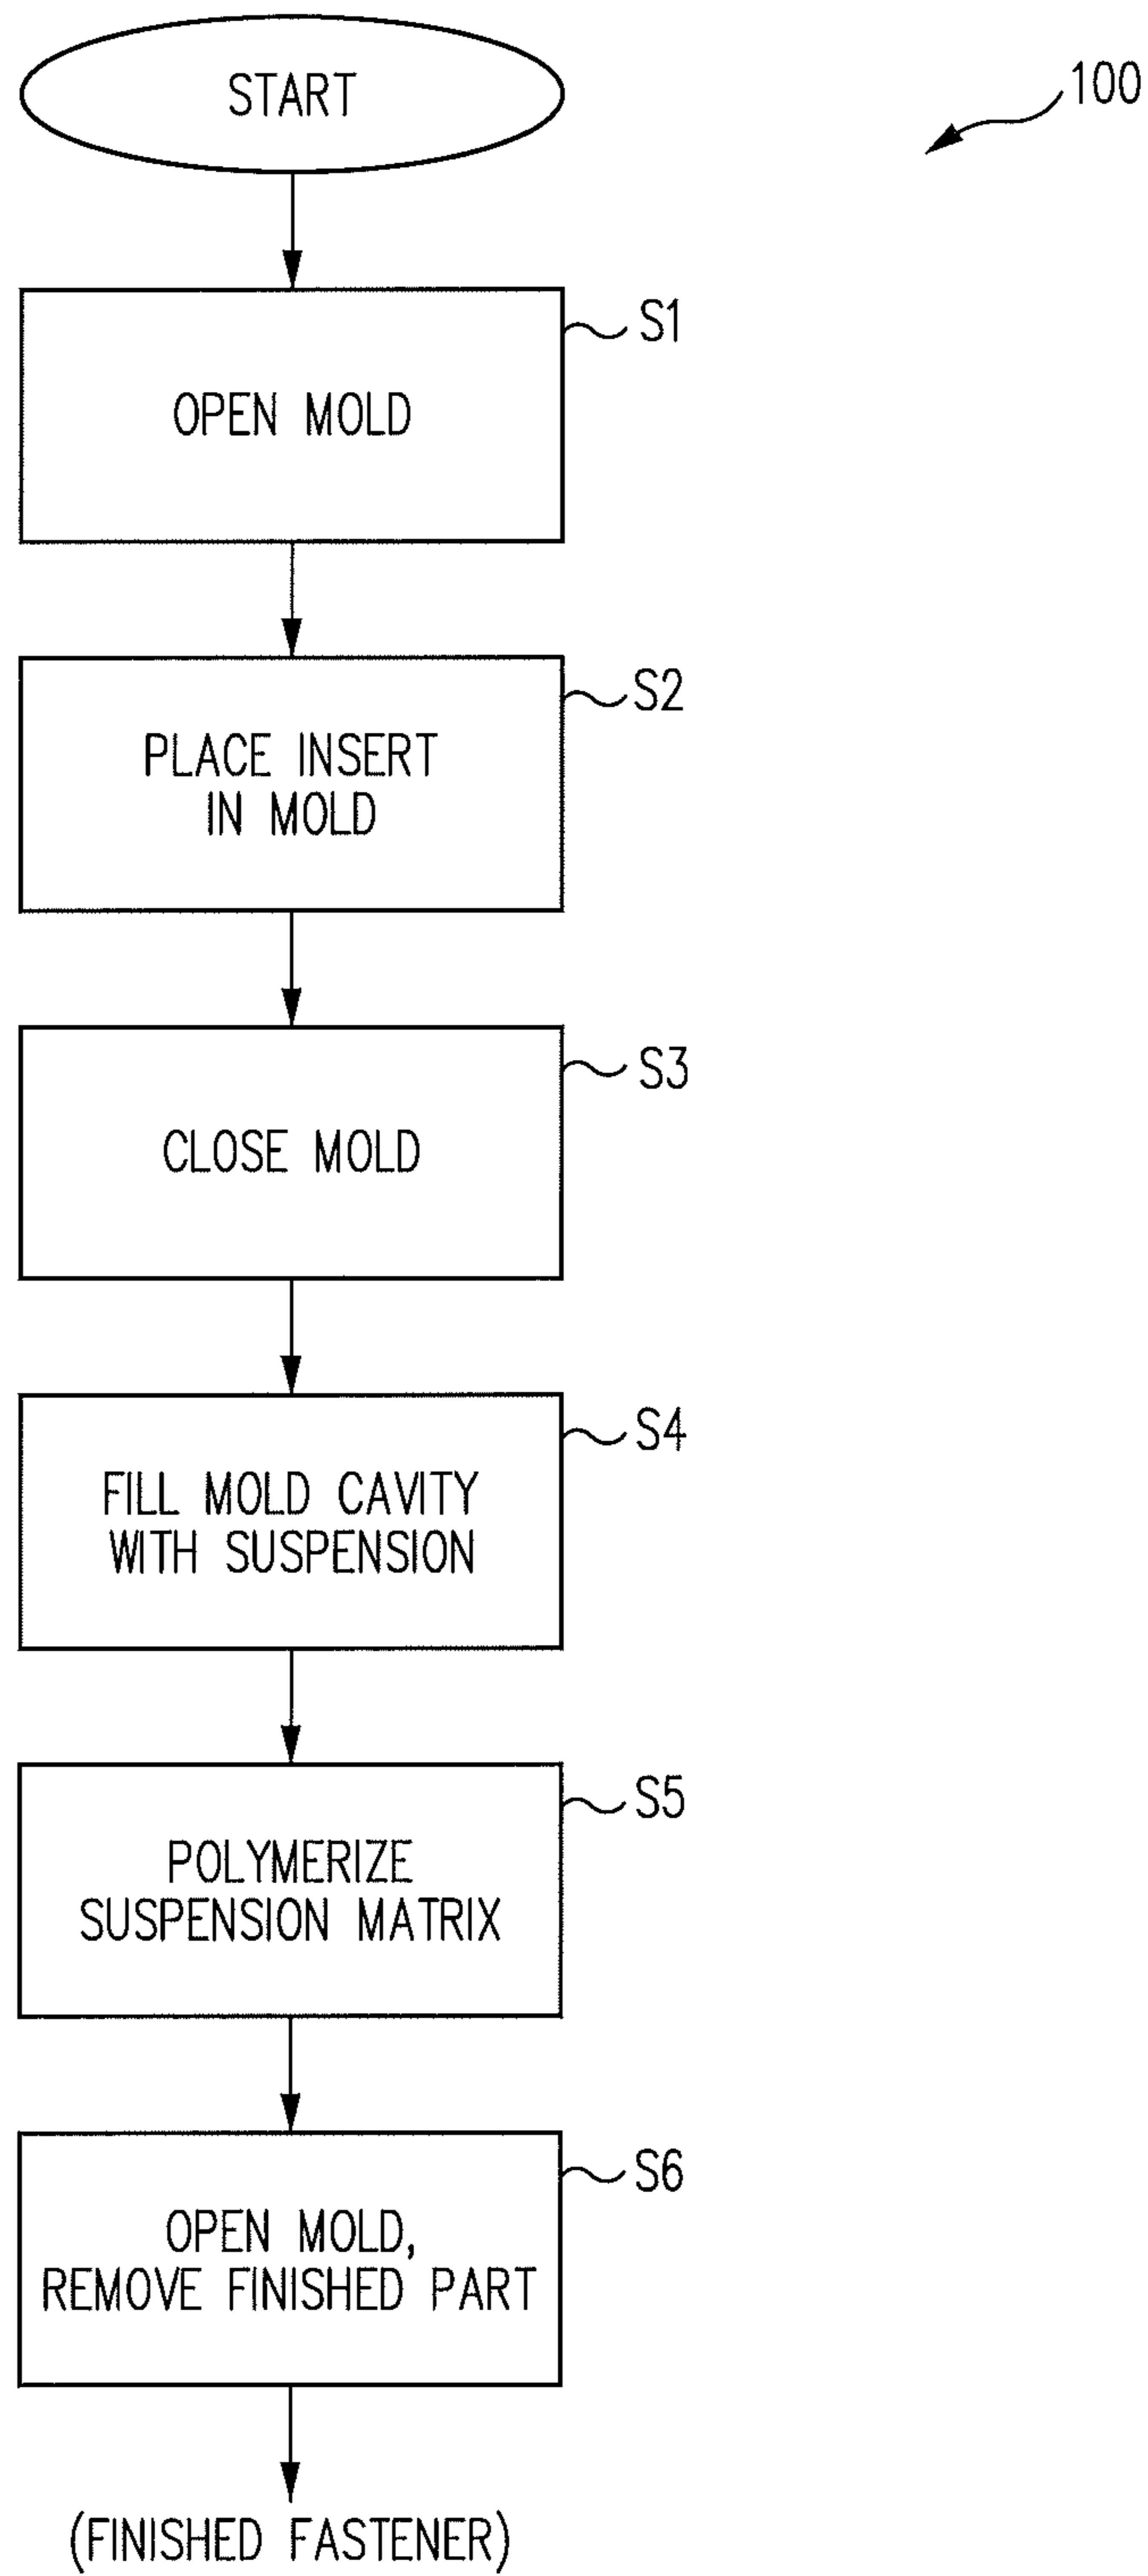 START
100
S1
OPEN MOLD
S2
PLACE INSERT
IN MOLD
S3
CLOSE MOLD
S4
FILL MOLD CAVITY
WITH SUSPENSION
S5
POLYMERIZE
SUSPENSION MATRIX
S6
OPEN MOLD,
REMOVE FINISHED PART
(FINISHED FASTENER)